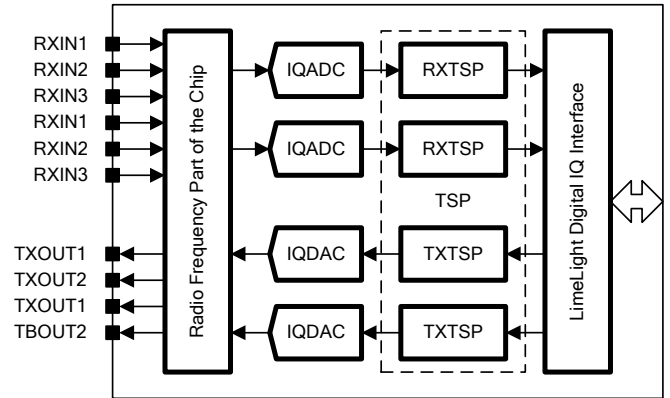 RXIN1
RXIN2
RXIN3
RXIN1
RXIN2
RXIN3
TXOUT1
TXOUT2
TXOUT1
TBOUT2
Radio Frequency Part of the Chip
IQADC
RXTSP
IQADC
RXTSP
TSP
IQDAC
TXTSP
IQDAC
TXTSP
LimeLight Digital IQ Interface